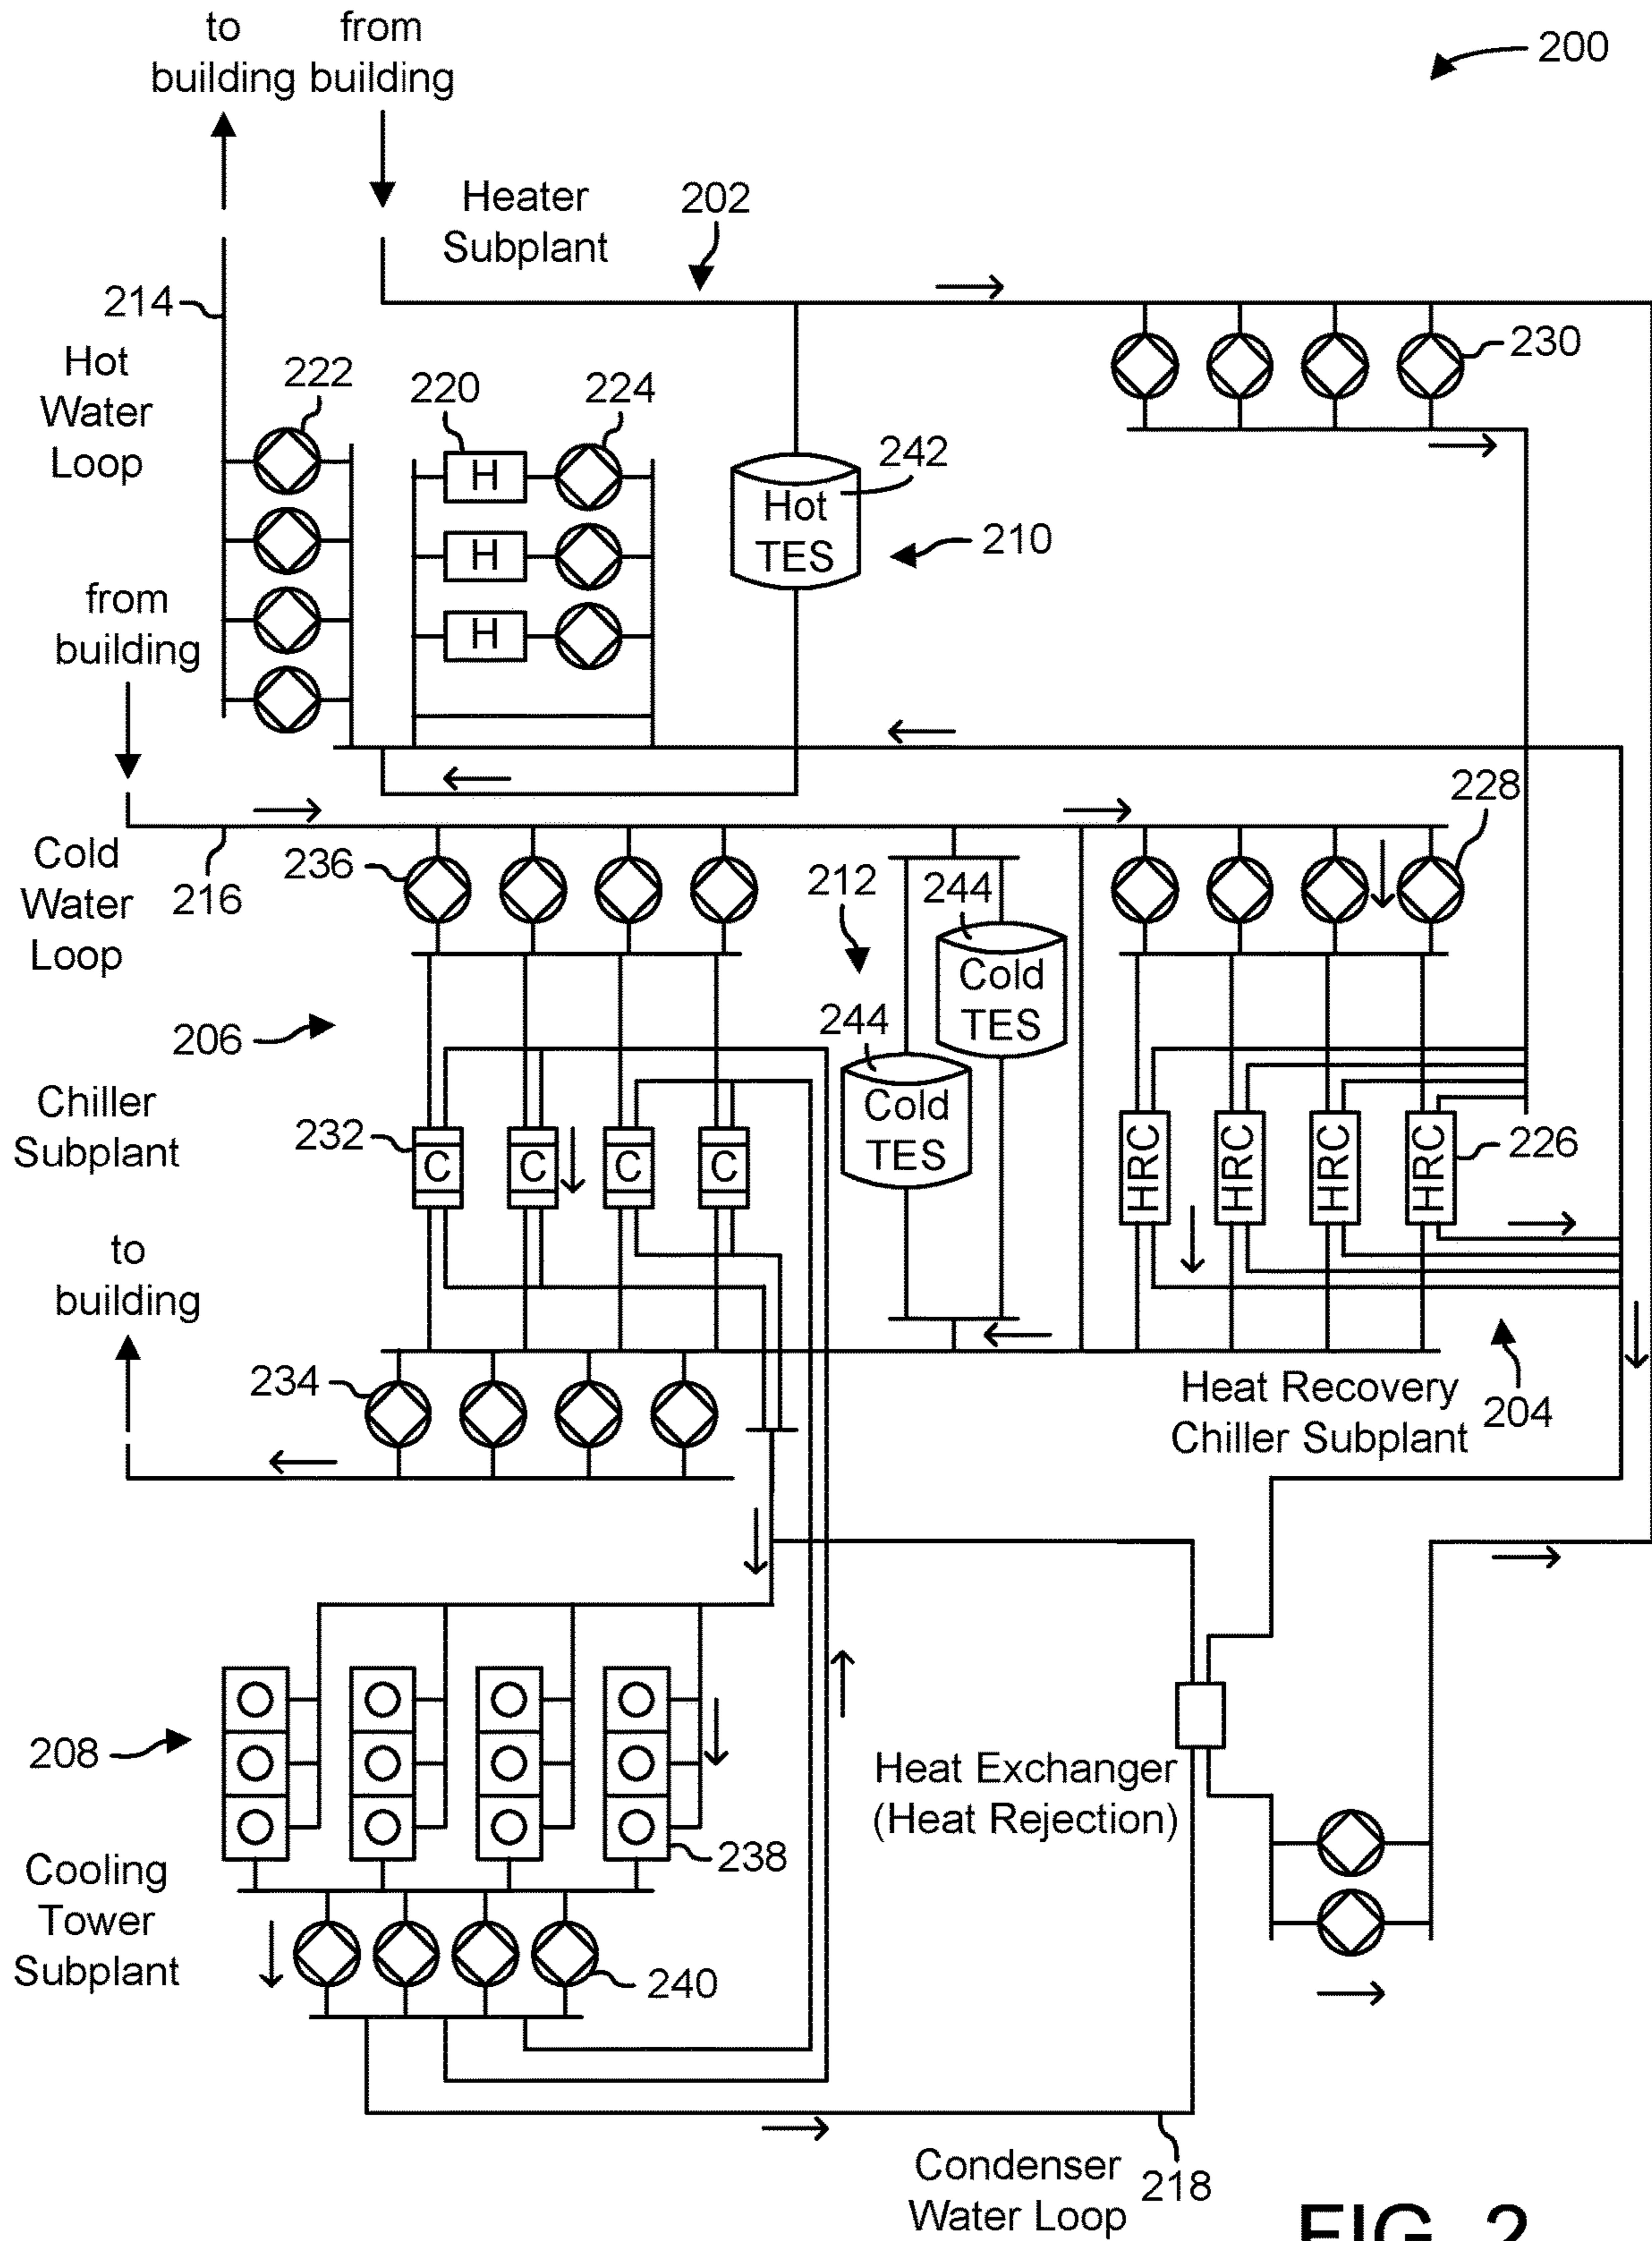 to
building
from
building
200
Heater
Subplant
202
214
Hot
Water
Loop
222
220
224
230
H
H
H
242
Hot
TES
210
from
building
228
Cold
Water
Loop
216
236
212
244
Cold
TES
244
Cold
TES
206
Chiller
Subplant
232
C
C
C
C
HRC
HRC
HRC
HRC
226
to
building
234
Heat Recovery
Chiller Subplant
204
208
Heat Exchanger
(Heat Rejection)
238
Cooling
Tower
Subplant
240
Condenser
Water Loop
218
FIG. 2